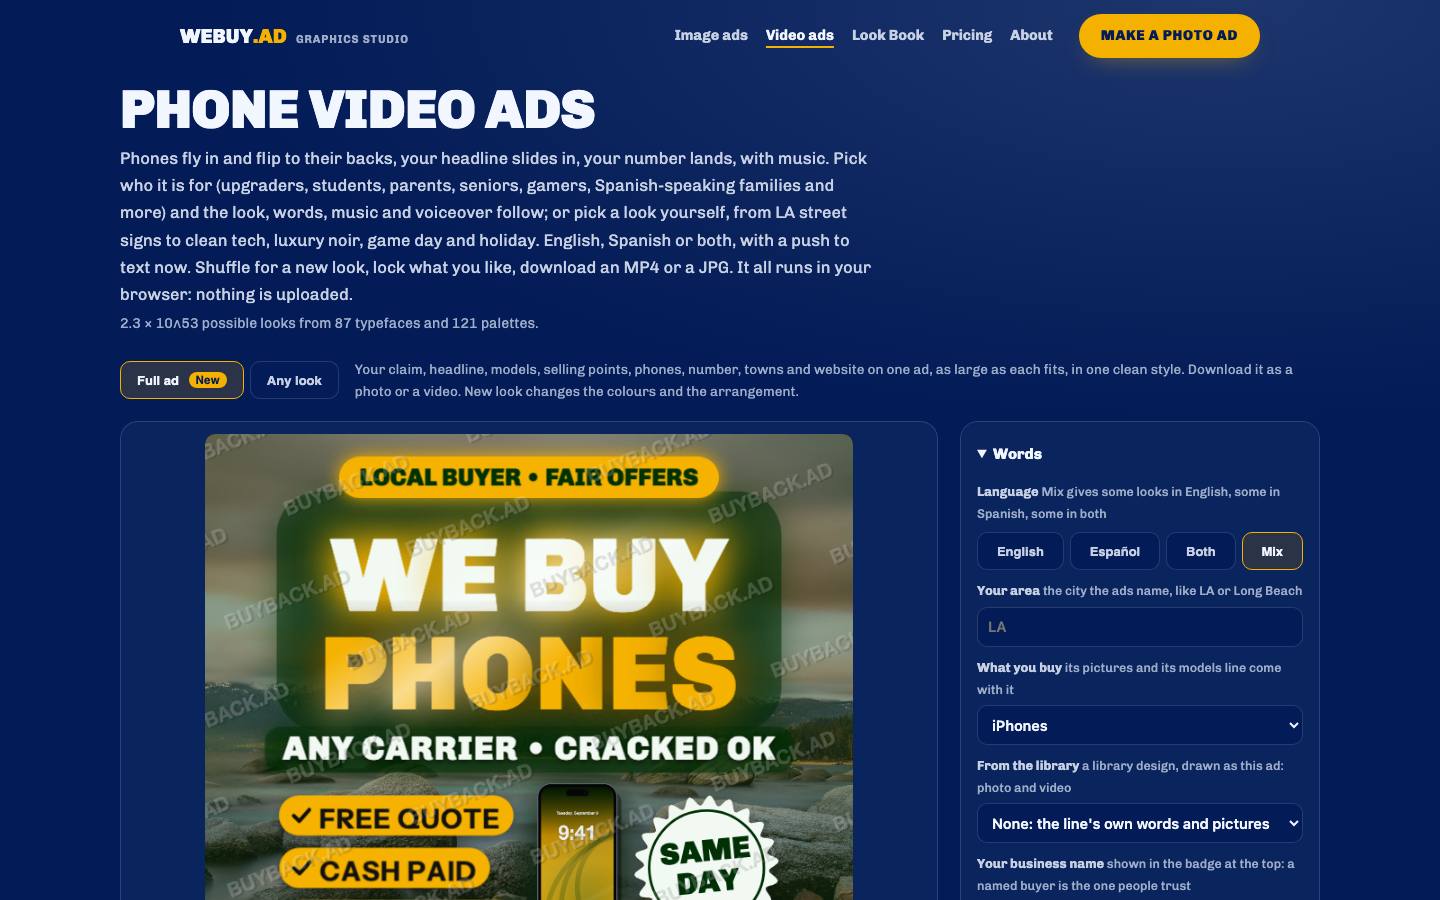 WEBUY.AD GRAPHICS STUDIO
Image ads Video ads Look Book Pricing About MAKE A PHOTO AD
PHONE VIDEO ADS
Phones fly in and flip to their backs, your headline slides in, your number lands, with music. Pick
who it is for (upgraders, students, parents, seniors, gamers, Spanish-speaking families and
more) and the look, words, music and voiceover follow; or pick a look yourself, from LA street
signs to clean tech, luxury noir, game day and holiday. English, Spanish or both, with a push to
text now. Shuffle for a new look, lock what you like, download an MP4 or a JPG. It all runs in your
browser: nothing is uploaded.
2.3 × 10^53 possible looks from 87 typefaces and 121 palettes.
Full ad New Any look
Your claim, headline, models, selling points, phones, number, towns and website on one ad, as large as each fits, in one clean style. Download it as a
photo or a video. New look changes the colours and the arrangement.
LOCAL BUYER • FAIR OFFERS
WE BUY
PHONES
ANY CARRIER • CRACKED OK
✓ FREE QUOTE
✓ CASH PAID
Tuesday, September 9
9:41
SAME
DAY
BUYBACK.AD
▼ Words
Language Mix gives some looks in English, some in
Spanish, some in both
English Español Both Mix
Your area the city the ads name, like LA or Long Beach
LA
What you buy its pictures and its models line come
with it
iPhones
From the library a library design, drawn as this ad:
photo and video
None: the line's own words and pictures
Your business name shown in the badge at the top: a
named buyer is the one people trust